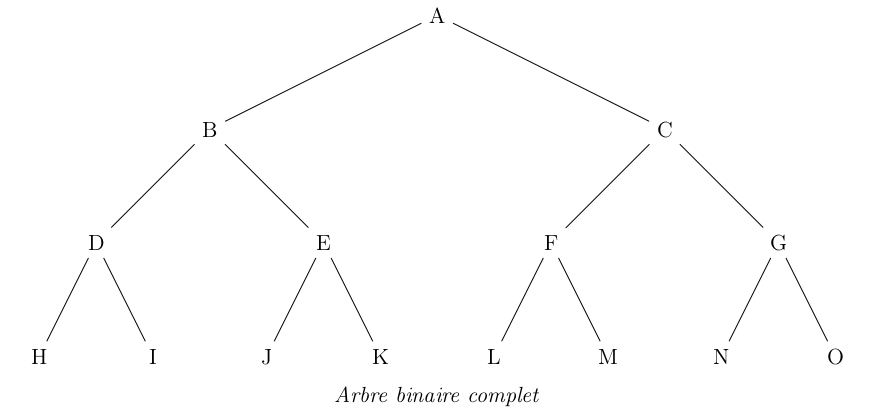 A
B C
D E F G
H I J K L M N O
Arbre binaire complet